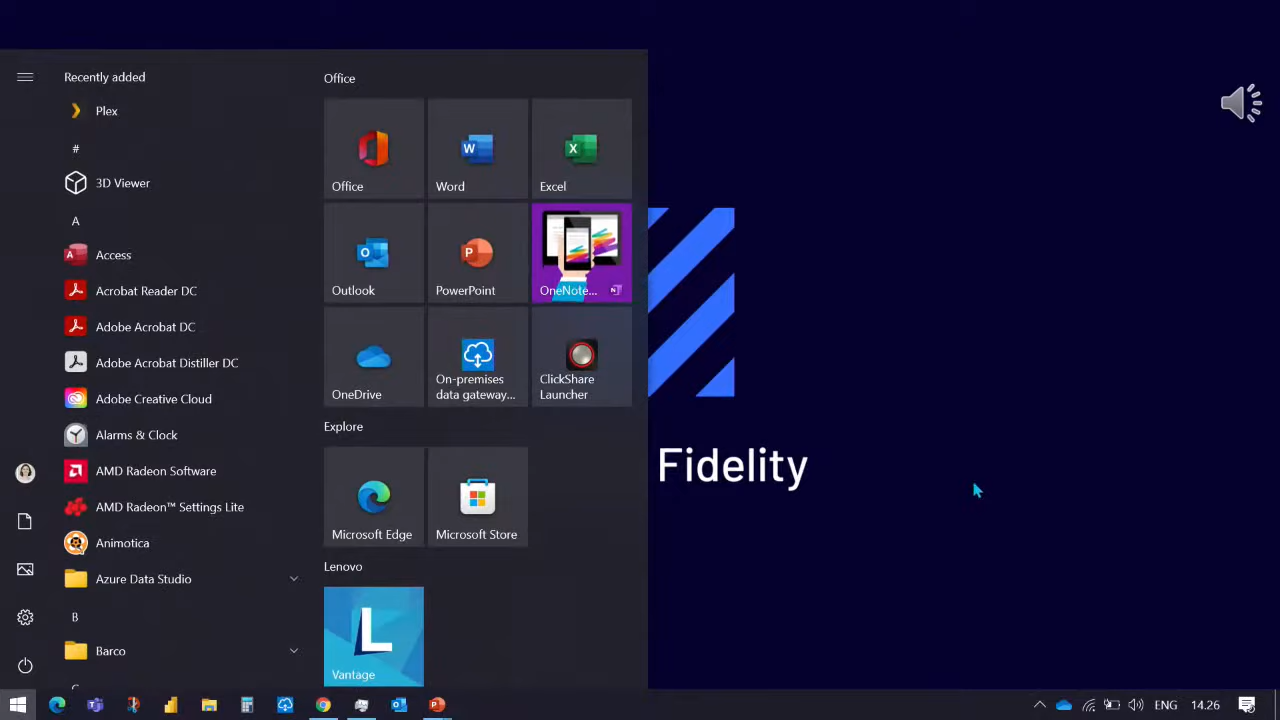 Recently added
Plex
#
3D Viewer
A
Access
Acrobat Reader DC
Adobe Acrobat DC
Adobe Acrobat Distiller DC
Adobe Creative Cloud
Alarms & Clock
AMD Radeon Software
AMD Radeon™ Settings Lite
Animotica
Azure Data Studio
B
Barco
Office
Office
Word
Excel
Outlook
PowerPoint
OneNote...
OneDrive
On-premises
data gateway...
ClickShare
Launcher
Explore
Microsoft Edge
Microsoft Store
Lenovo
L
Vantage
Fidelity
ENG
14.26